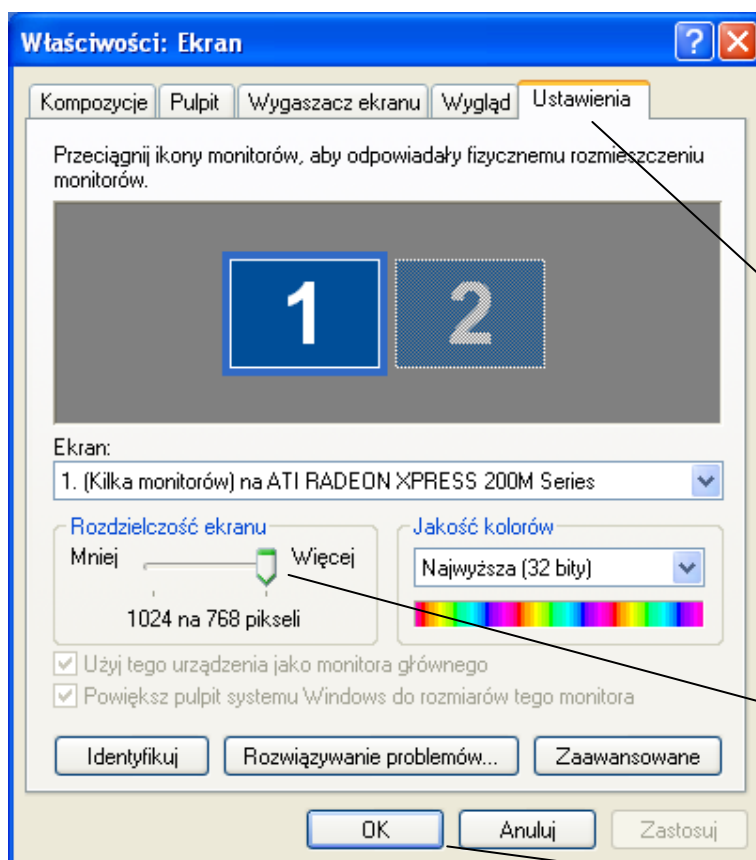 Właściwości: Ekran
Kompozycje Pulpit Wygaszacz ekranu Wygląd Ustawienia
Przeciągnij ikony monitorów, aby odpowiadały fizycznemu rozmieszczeniu
monitorów.
1 2
Ekran:
1. (Kilka monitorów) na ATI RADEON XPRESS 200M Series
Rozdzielczość ekranu
Mniej Więcej
1024 na 768 pikseli
Jakość kolorów
Najwyższa (32 bity)
Użyj tego urządzenia jako monitora głównego
Powiększ pulpit systemu Windows do rozmiarów tego monitora
Identyfikuj Rozwiązywanie problemów... Zaawansowane
OK Anuluj Zastosuj